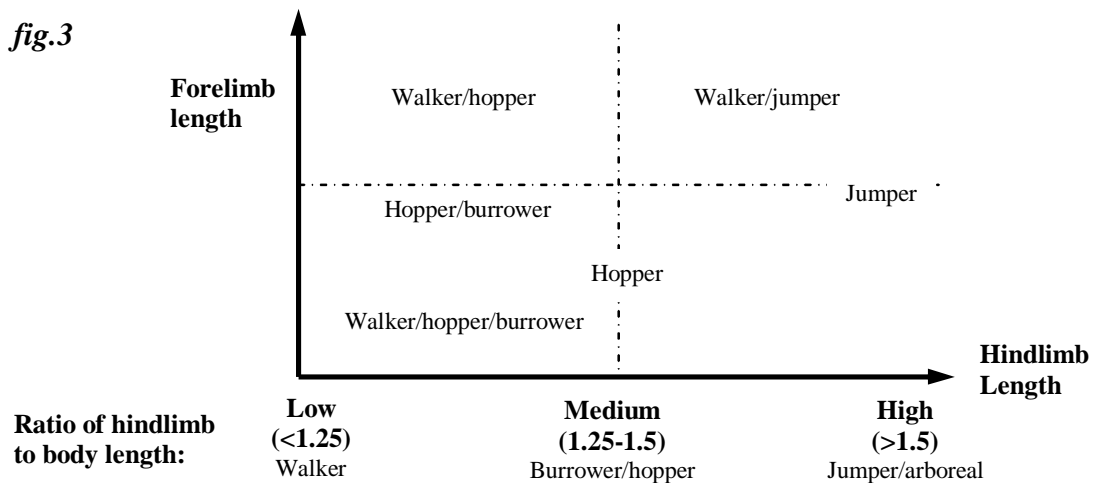 fig.3
Forelimb
length
Walker/hopper
Walker/jumper
Hopper/burrower
Jumper
Hopper
Walker/hopper/burrower
Hindlimb
Length
Ratio of hindlimb
to body length:
Low
(<1.25)
Walker
Medium
(1.25-1.5)
Burrower/hopper
High
(>1.5)
Jumper/arboreal